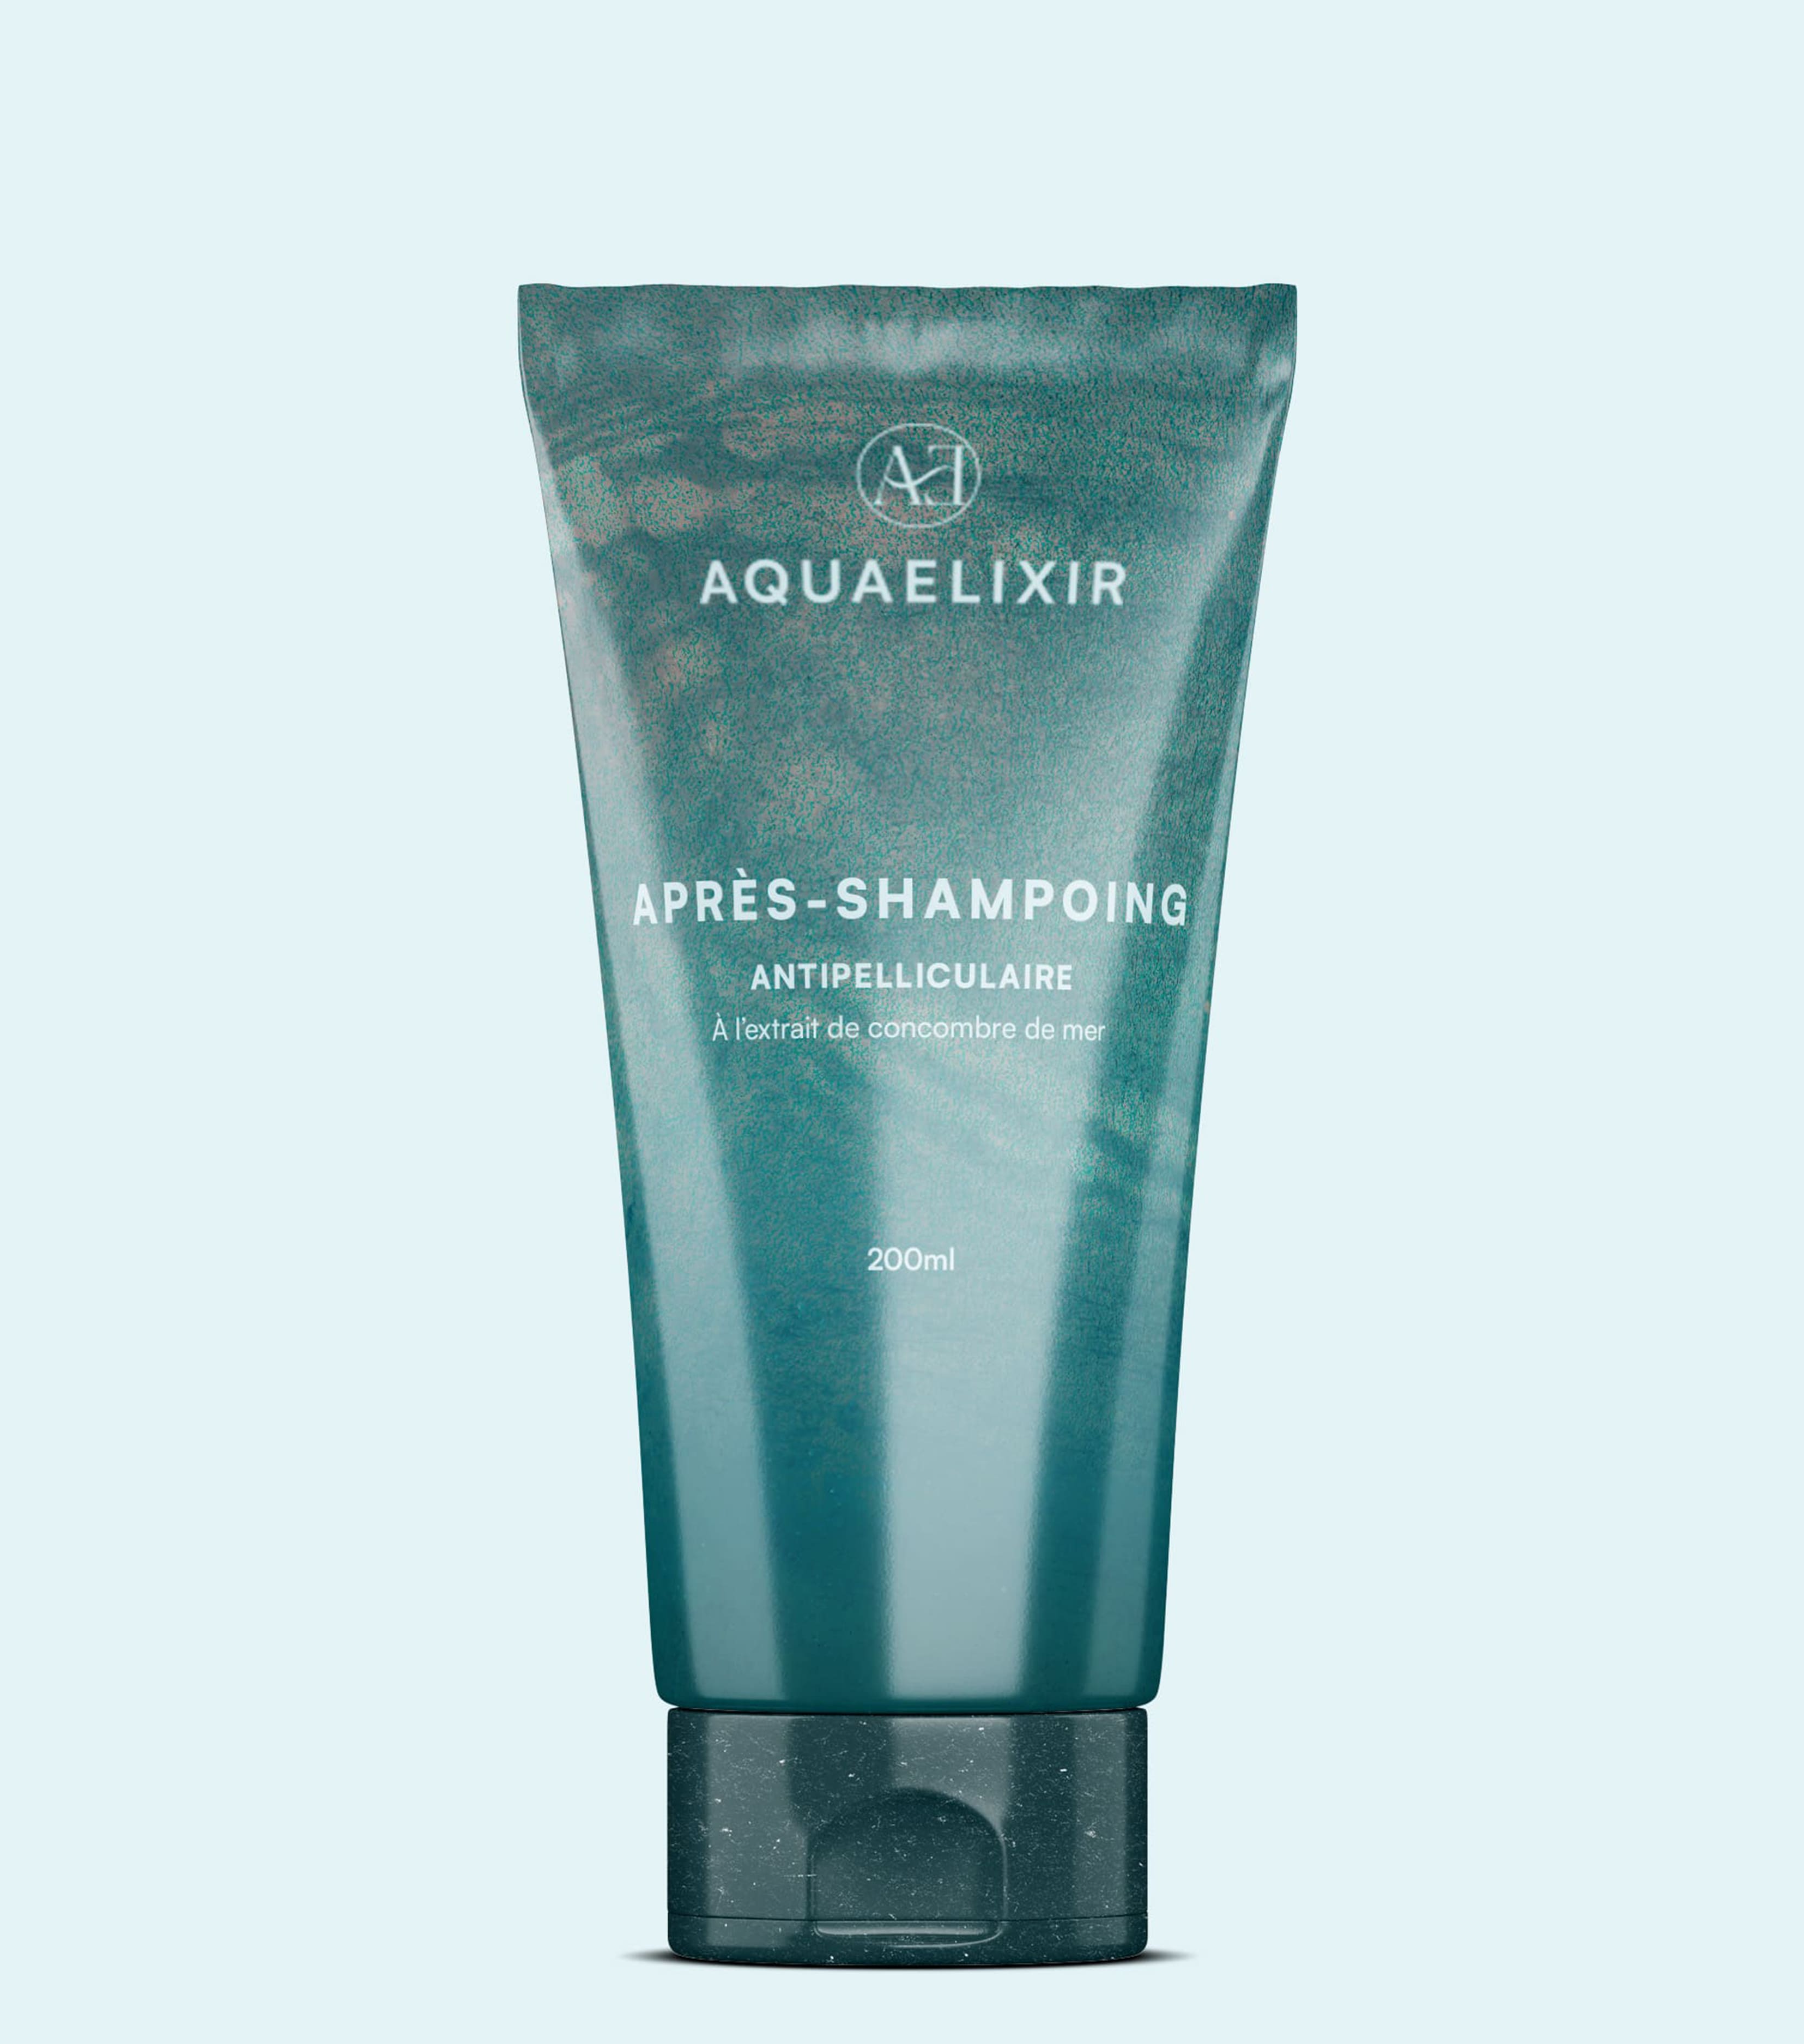 AE
AQUAELIXIR
APRÈS-SHAMPOING
ANTIPELLICULAIRE
À l'extrait de concombre de mer
200ml